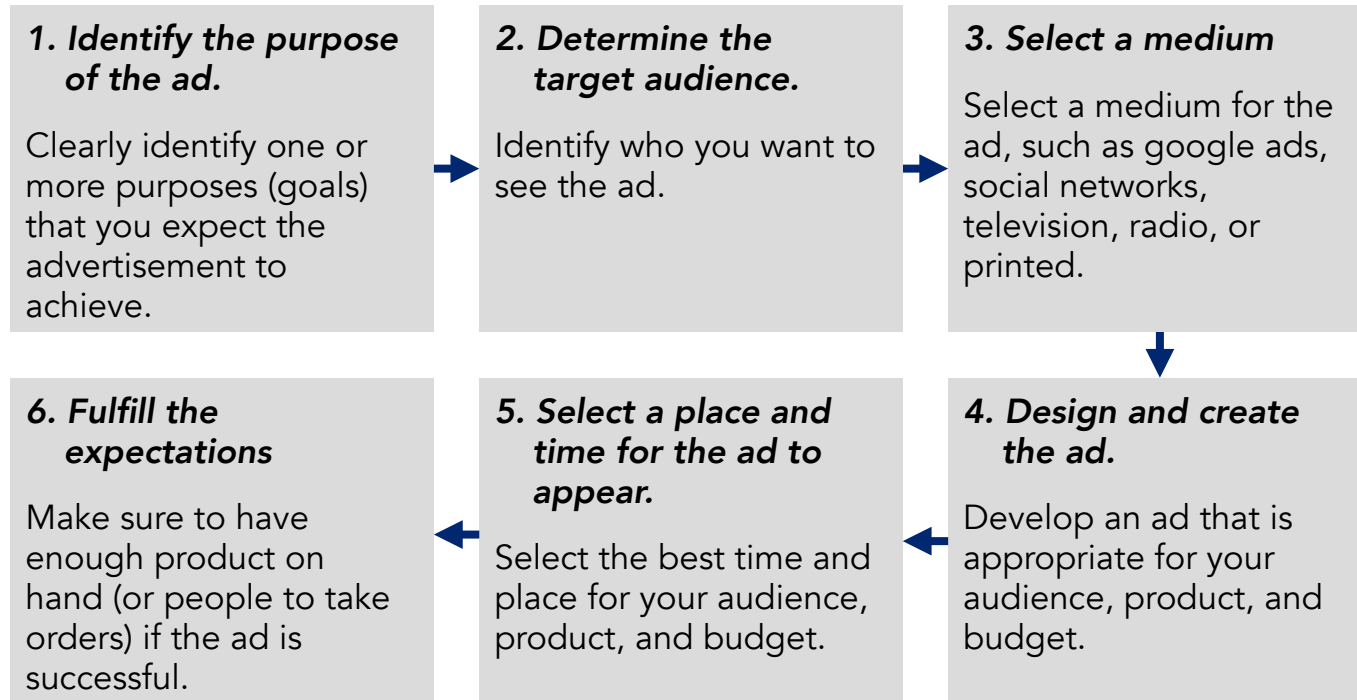 1. Identify the purpose
of the ad.
Clearly identify one or
more purposes (goals)
that you expect the
advertisement to
achieve.
2. Determine the
target audience.
Identify who you want to
see the ad.
3. Select a medium
Select a medium for the
ad, such as google ads,
social networks,
television, radio, or
printed.
4. Design and create
the ad.
Develop an ad that is
appropriate for your
audience, product, and
budget.
5. Select a place and
time for the ad to
appear.
Select the best time and
place for your audience,
product, and budget.
6. Fulfill the
expectations
Make sure to have
enough product on
hand (or people to take
orders) if the ad is
successful.